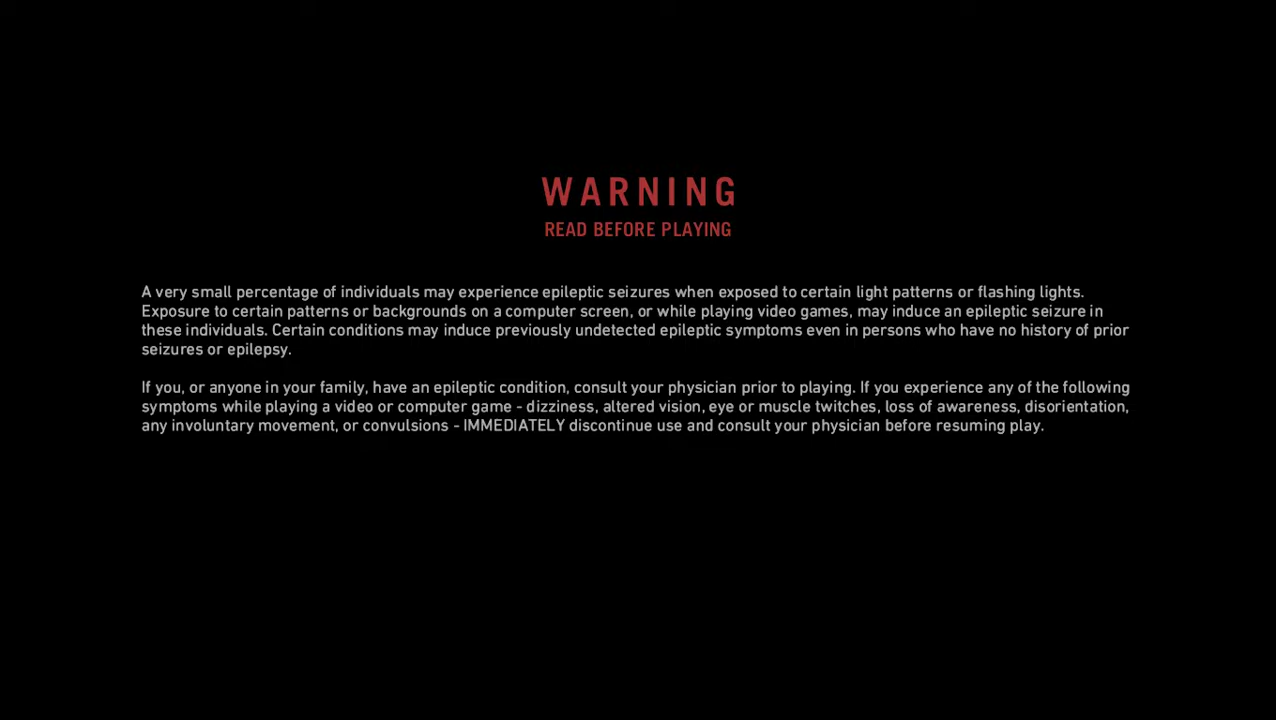 WARNING
READ BEFORE PLAYING
A very small percentage of individuals may experience epileptic seizures when exposed to certain light patterns or flashing lights.
Exposure to certain patterns or backgrounds on a computer screen, or while playing video games, may induce an epileptic seizure in
these individuals. Certain conditions may induce previously undetected epileptic symptoms even in persons who have no history of prior
seizures or epilepsy.
If you, or anyone in your family, have an epileptic condition, consult your physician prior to playing. If you experience any of the following
symptoms while playing a video or computer game - dizziness, altered vision, eye or muscle twitches, loss of awareness, disorientation,
any involuntary movement, or convulsions - IMMEDIATELY discontinue use and consult your physician before resuming play.